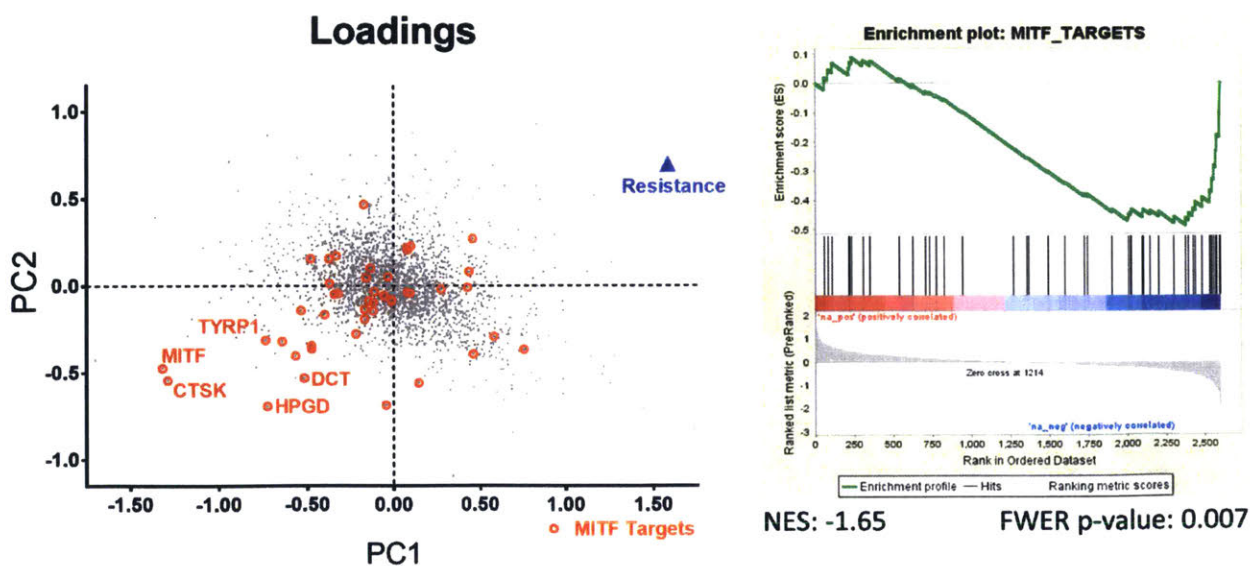 Loadings
1.0
0.5
0.0
-0.5
-1.0
PC2
-1.50
-1.00
-0.50
0.00
0.50
1.00
1.50
PC1
Resistance
TYRP1
MITF
CTSK
DCT
HPGD
MITF Targets
Enrichment plot: MITF_TARGETS
Enrichment score (ES)
0.1
0.0
-0.1
-0.2
-0.3
-0.4
-0.5
'na_pos' (positively correlated)
Ranked list metric (PreRanked)
2
1
0
-1
-2
-3
Zero cross at 1214
'na_neg' (negatively correlated)
0
250
500
750
1,000
1,250
1,500
1,750
2,000
2,250
2,500
Rank in Ordered Dataset
Enrichment profile
Hits
Ranking metric scores
NES: -1.65
FWER p-value: 0.007